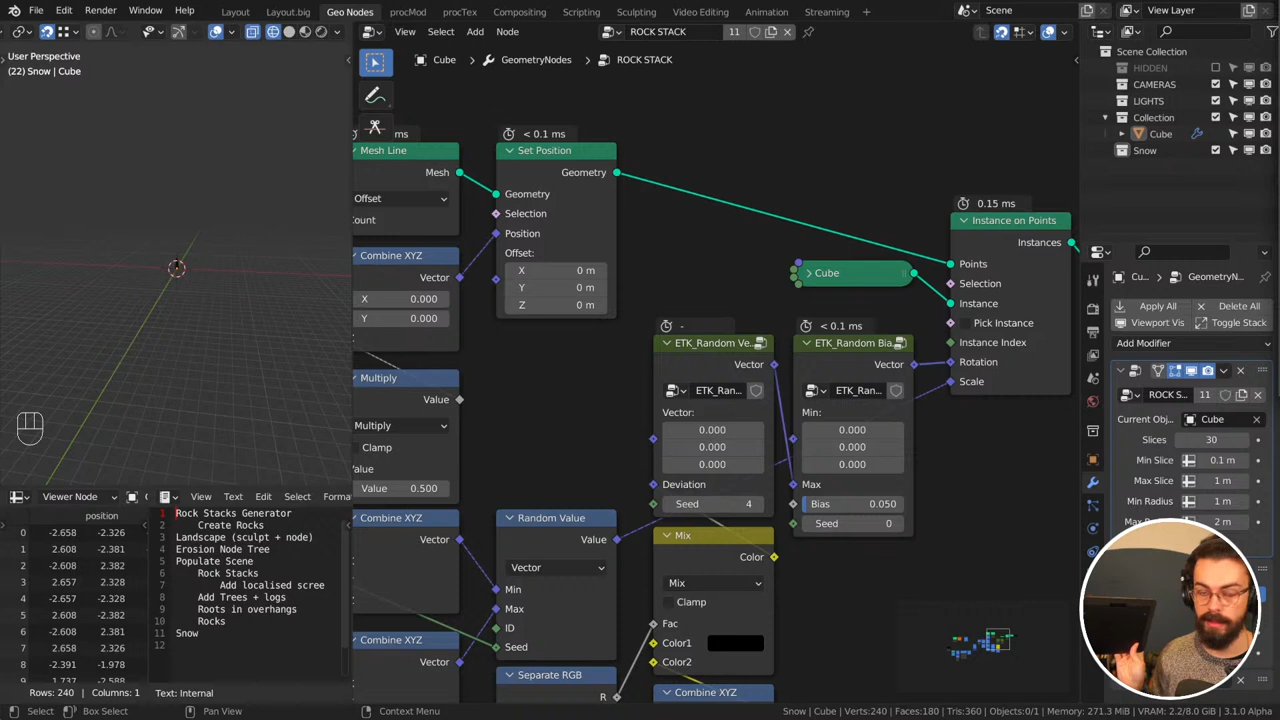 File Edit Render Window Help
Layout Layout.big Geo Nodes procMod procTex Compositing Scripting Sculpting Video Editing Animation Streaming
Scene
View Layer
View Select Add Node
ROCK STACK 11
User Perspective
(22) Snow | Cube
Cube GeometryNodes ROCK STACK
Scene Collection
HIDDEN
CAMERAS
LIGHTS
Collection
Cube
Snow
ms
< 0.1 ms
Mesh Line
Mesh
Offset
Count
Set Position
Geometry
Geometry
Selection
Position
Offset:
X 0 m
Y 0 m
Z 0 m
Combine XYZ
Vector
X 0.000
Y 0.000
Multiply
Value
Multiply
Clamp
Value
Value 0.500
Combine XYZ
Vector
Combine XYZ
Vector
0.15 ms
Instance on Points
Instances
Points
Selection
Instance
Pick Instance
Instance Index
Rotation
Scale
Cube
-
ETK_Random Ve..
Vector
ETK_Ran...
Vector:
0.000
0.000
0.000
Deviation
Seed 4
< 0.1 ms
ETK_Random Bia..
Vector
ETK_Ran...
Min:
0.000
0.000
0.000
Max
Bias 0.050
Seed 0
Random Value
Value
Vector
Min
Max
ID
Seed
Separate RGB
R
Mix
Color
Mix
Clamp
Fac
Color1
Color2
Combine XYZ
Cu... GeometryN...
Apply All Delete All
Viewport Vis Toggle Stack
Add Modifier
ROCK S... 11
Current Obj... Cube
Slices 30
Min Slice 0.1 m
Max Slice 1 m
Min Radius 1 m
2 m
Viewer Node
position
0 -2.658 -2.326
1 2.608 -2.381
2 -2.608 -2.382
3 2.657 -2.328
4 -2.658 2.326
5 2.608 2.382
6 -2.608 2.381
7 2.658 2.326
8 -2.391 -1.978
Rows: 240 Columns: 1
View Text Edit Select Format
1 Rock Stacks Generator
2 Create Rocks
3 Landscape (sculpt + node)
4 Erosion Node Tree
5 Populate Scene
6 Rock Stacks
7 Add localised scree
8 Add Trees + logs
9 Roots in overhangs
10 Rocks
11 Snow
12
Text: Internal
Select Box Select Pan View Context Menu
Snow | Cube Verts:240 Faces:180 Tris:360 Objects:0/1 Memory: 271.3 MiB VRAM: 2.2/8.0 GiB 3.1.0 Alpha